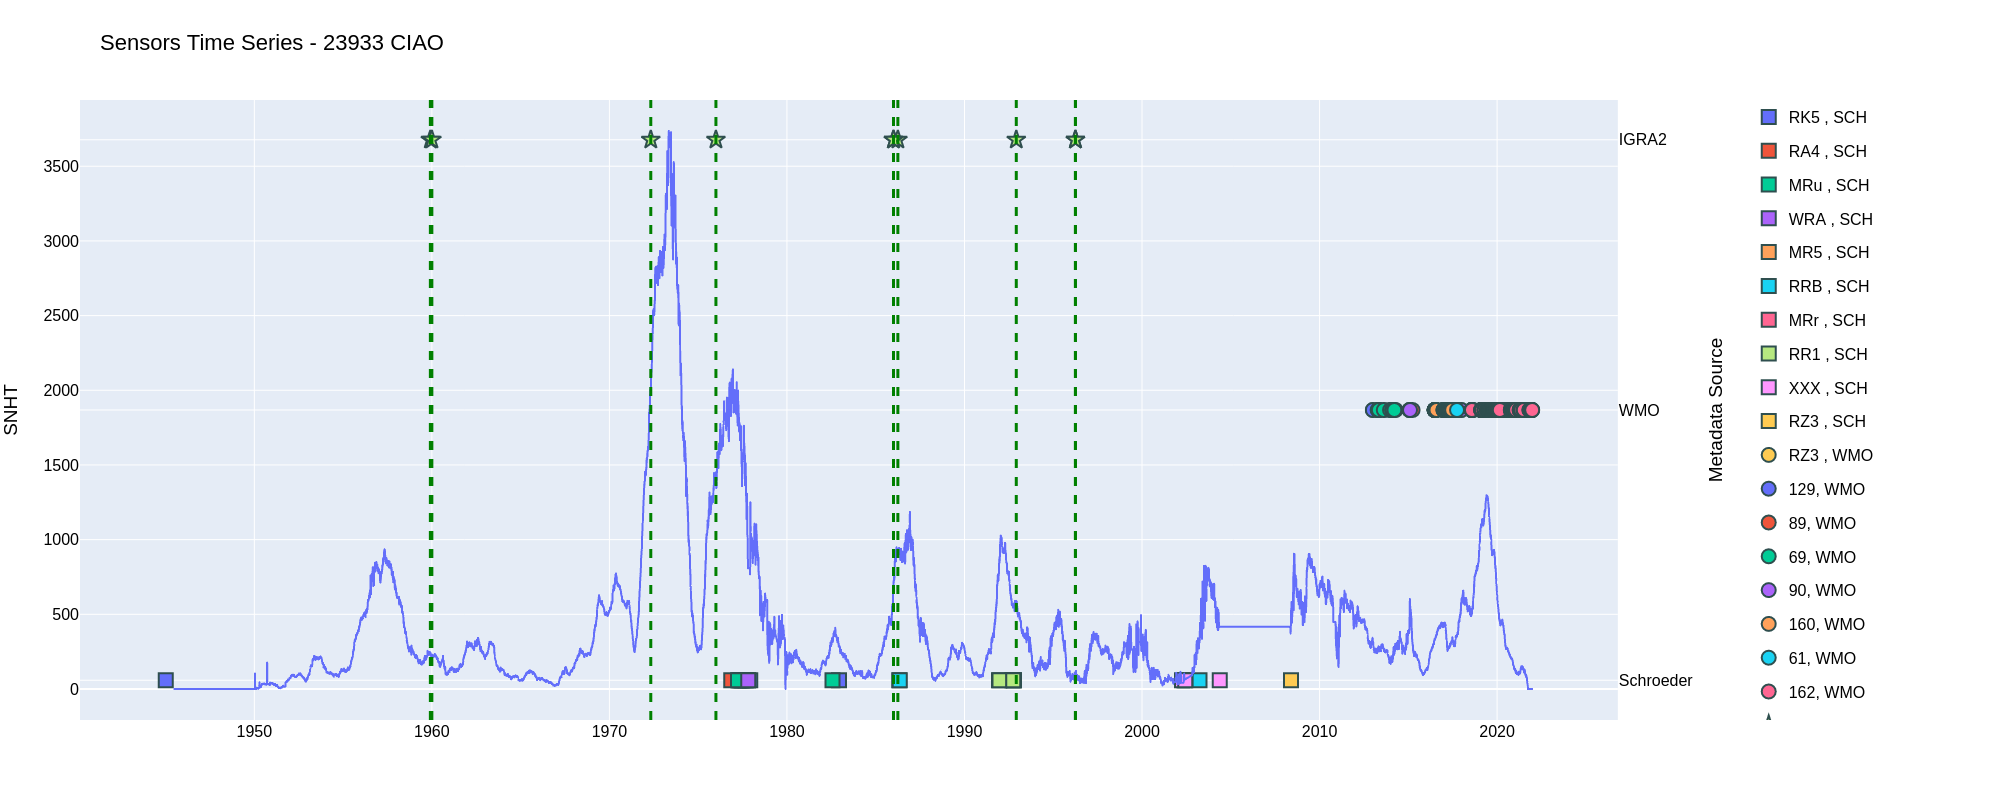 Sensors Time Series - 23933 CIAO
SNHT
3500
3000
2500
2000
1500
1000
500
0
1950
1960
1970
1980
1990
2000
2010
2020
IGRA2
WMO
Schroeder
Metadata Source
RK5 , SCH
RA4 , SCH
MRu , SCH
WRA , SCH
MR5 , SCH
RRB , SCH
MRr , SCH
RR1 , SCH
XXX , SCH
RZ3 , SCH
RZ3 , WMO
129, WMO
89, WMO
69, WMO
90, WMO
160, WMO
61, WMO
162, WMO